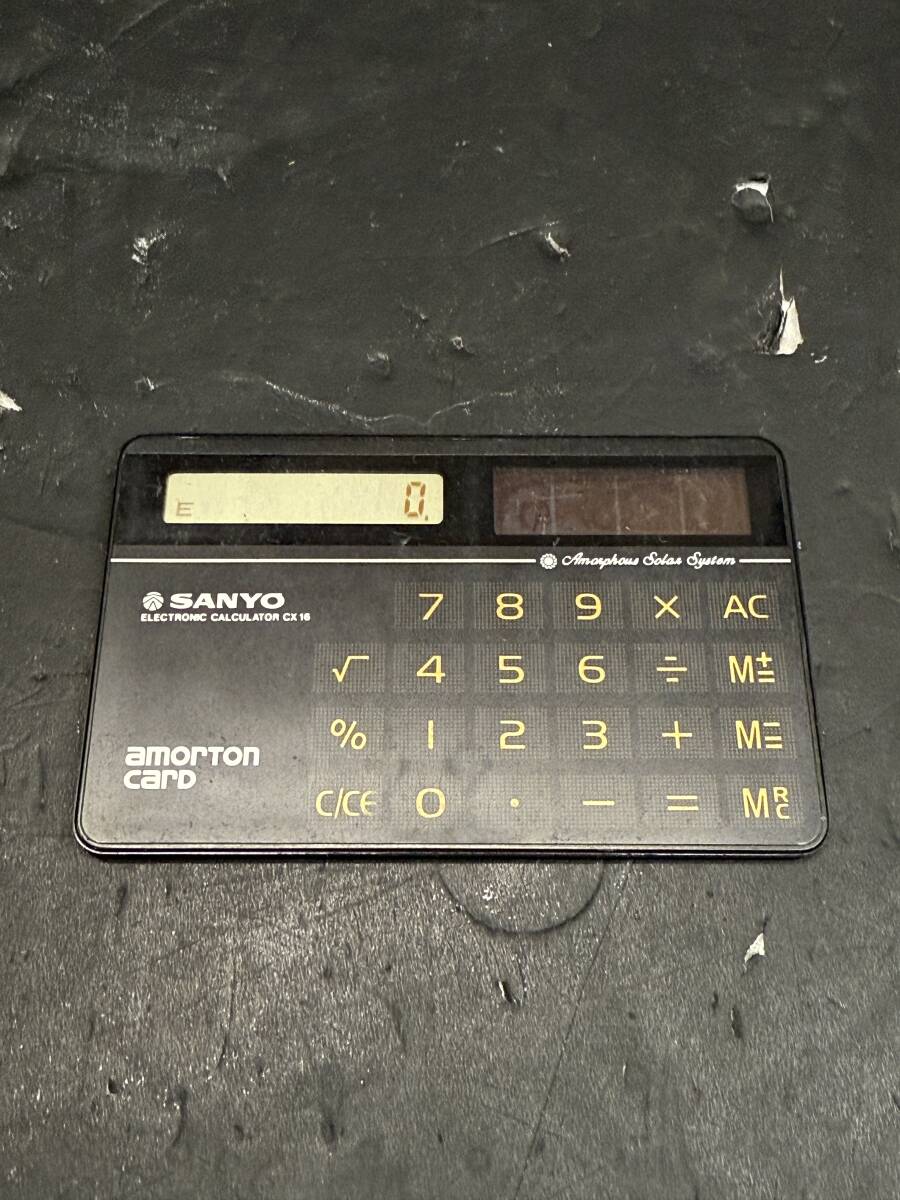 E 0.
Amorphous Solar System
SANYO
ELECTRONIC CALCULATOR CX 16
7 8 9 × AC
√ 4 5 6 ÷ M±=
% 1 2 3 + M-=
amorton
card
C/CE 0 · − = MRC